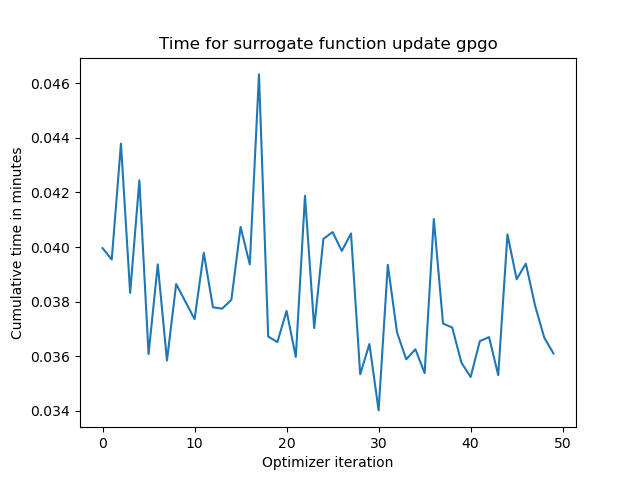 Time for surrogate function update gpgo
Cumulative time in minutes
0.046
0.044
0.042
0.040
0.038
0.036
0.034
0 10 20 30 40 50
Optimizer iteration